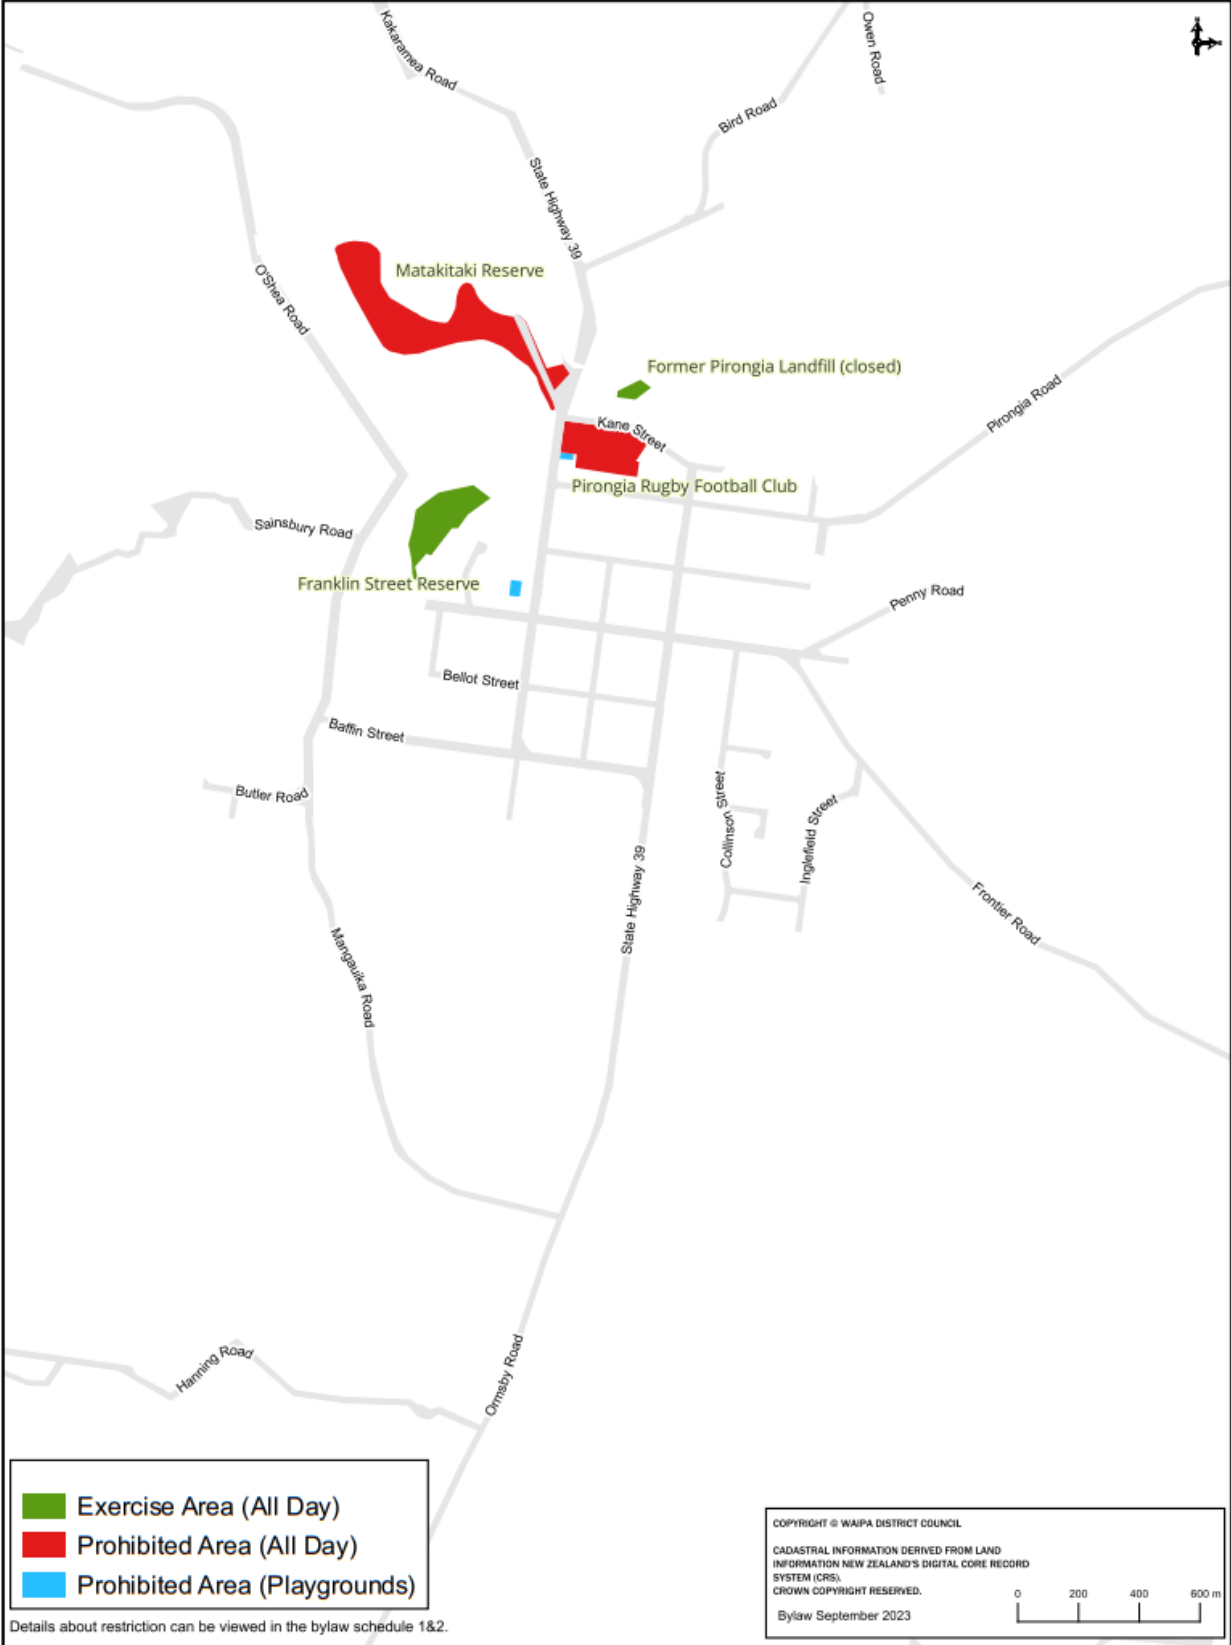 Kakaramea Road
Owen Road
Bird Road
State Highway 39
O'Shea Road
Matakitaki Reserve
Former Pirongia Landfill (closed)
Pirongia Road
Kane Street
Pirongia Rugby Football Club
Sainsbury Road
Franklin Street Reserve
Penny Road
Bellot Street
Baffin Street
Butler Road
Collinson Street
Inglefield Street
State Highway 39
Frontier Road
Mangauika Road
Hanning Road
Ormsby Road
Exercise Area (All Day)
Prohibited Area (All Day)
Prohibited Area (Playgrounds)
Details about restriction can be viewed in the bylaw schedule 1&2.
COPYRIGHT © WAIPA DISTRICT COUNCIL
CADASTRAL INFORMATION DERIVED FROM LAND
INFORMATION NEW ZEALAND'S DIGITAL CORE RECORD
SYSTEM (CRS).
CROWN COPYRIGHT RESERVED.
Bylaw September 2023
0 200 400 600 m